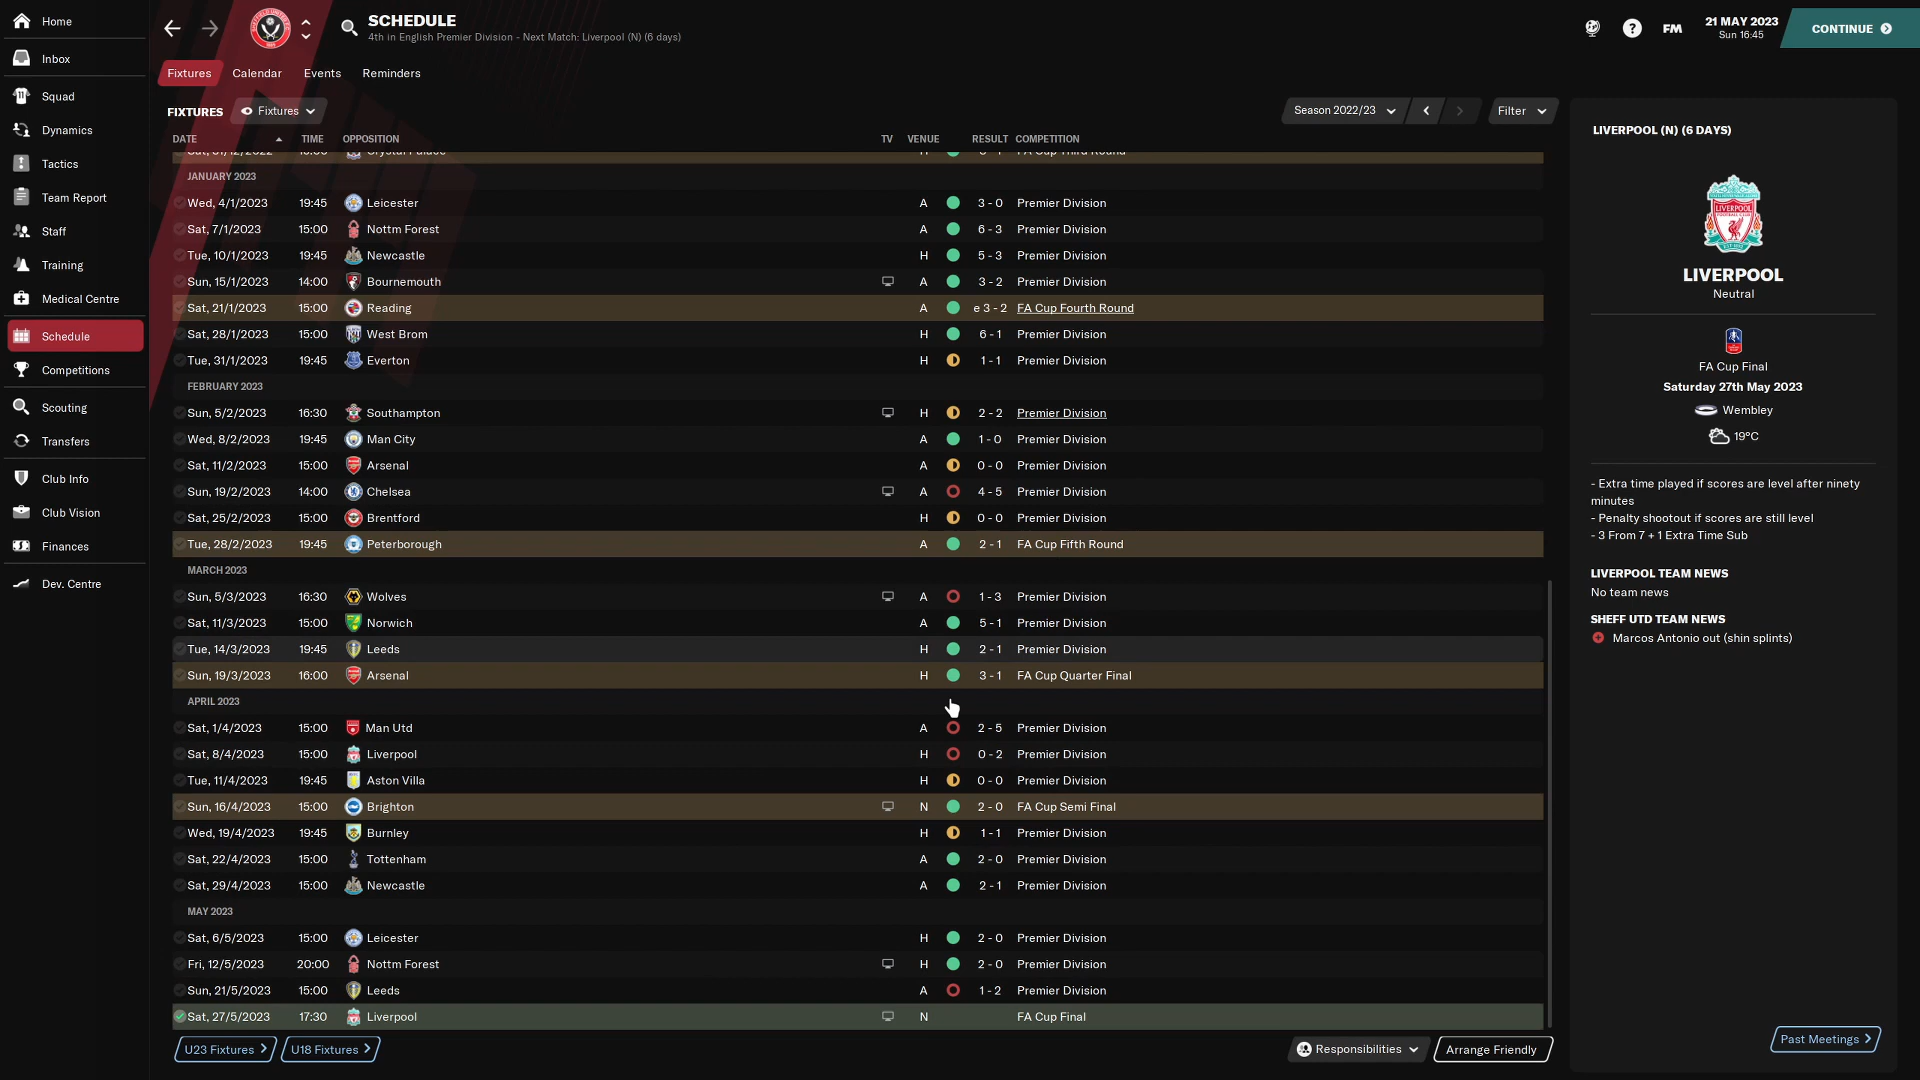 Home
Inbox
Squad
Dynamics
Tactics
Team Report
Staff
Training
Medical Centre
Schedule
Competitions
Scouting
Transfers
Club Info
Club Vision
Finances
Dev. Centre
SCHEDULE
4th in English Premier Division - Next Match: Liverpool (N) (6 days)
FM
21 MAY 2023
Sun 16:45
CONTINUE
Fixtures Calendar Events Reminders
FIXTURES Fixtures Season 2022/23 Filter
DATE TIME OPPOSITION TV VENUE RESULT COMPETITION
Sat, 31/12/2022 Crystal Palace H FA Cup Third Round
JANUARY 2023
Wed, 4/1/2023 19:45 Leicester A 3 - 0 Premier Division
Sat, 7/1/2023 15:00 Nottm Forest A 6 - 3 Premier Division
Tue, 10/1/2023 19:45 Newcastle H 5 - 3 Premier Division
Sun, 15/1/2023 14:00 Bournemouth A 3 - 2 Premier Division
Sat, 21/1/2023 15:00 Reading A e 3 - 2 FA Cup Fourth Round
Sat, 28/1/2023 15:00 West Brom H 6 - 1 Premier Division
Tue, 31/1/2023 19:45 Everton H 1 - 1 Premier Division
FEBRUARY 2023
Sun, 5/2/2023 16:30 Southampton H 2 - 2 Premier Division
Wed, 8/2/2023 19:45 Man City A 1 - 0 Premier Division
Sat, 11/2/2023 15:00 Arsenal A 0 - 0 Premier Division
Sun, 19/2/2023 14:00 Chelsea A 4 - 5 Premier Division
Sat, 25/2/2023 15:00 Brentford H 0 - 0 Premier Division
Tue, 28/2/2023 19:45 Peterborough A 2 - 1 FA Cup Fifth Round
MARCH 2023
Sun, 5/3/2023 16:30 Wolves A 1 - 3 Premier Division
Sat, 11/3/2023 15:00 Norwich A 5 - 1 Premier Division
Tue, 14/3/2023 19:45 Leeds H 2 - 1 Premier Division
Sun, 19/3/2023 16:00 Arsenal H 3 - 1 FA Cup Quarter Final
APRIL 2023
Sat, 1/4/2023 15:00 Man Utd A 2 - 5 Premier Division
Sat, 8/4/2023 15:00 Liverpool H 0 - 2 Premier Division
Tue, 11/4/2023 19:45 Aston Villa H 0 - 0 Premier Division
Sun, 16/4/2023 15:00 Brighton N 2 - 0 FA Cup Semi Final
Wed, 19/4/2023 19:45 Burnley H 1 - 1 Premier Division
Sat, 22/4/2023 15:00 Tottenham A 2 - 0 Premier Division
Sat, 29/4/2023 15:00 Newcastle A 2 - 1 Premier Division
MAY 2023
Sat, 6/5/2023 15:00 Leicester H 2 - 0 Premier Division
Fri, 12/5/2023 20:00 Nottm Forest H 2 - 0 Premier Division
Sun, 21/5/2023 15:00 Leeds A 1 - 2 Premier Division
Sat, 27/5/2023 17:30 Liverpool N FA Cup Final
U23 Fixtures U18 Fixtures Responsibilities Arrange Friendly
LIVERPOOL (N) (6 DAYS)
LIVERPOOL
Neutral
FA Cup Final
Saturday 27th May 2023
Wembley
19°C
- Extra time played if scores are level after ninety
minutes
- Penalty shootout if scores are still level
- 3 From 7 + 1 Extra Time Sub
LIVERPOOL TEAM NEWS
No team news
SHEFF UTD TEAM NEWS
Marcos Antonio out (shin splints)
Past Meetings